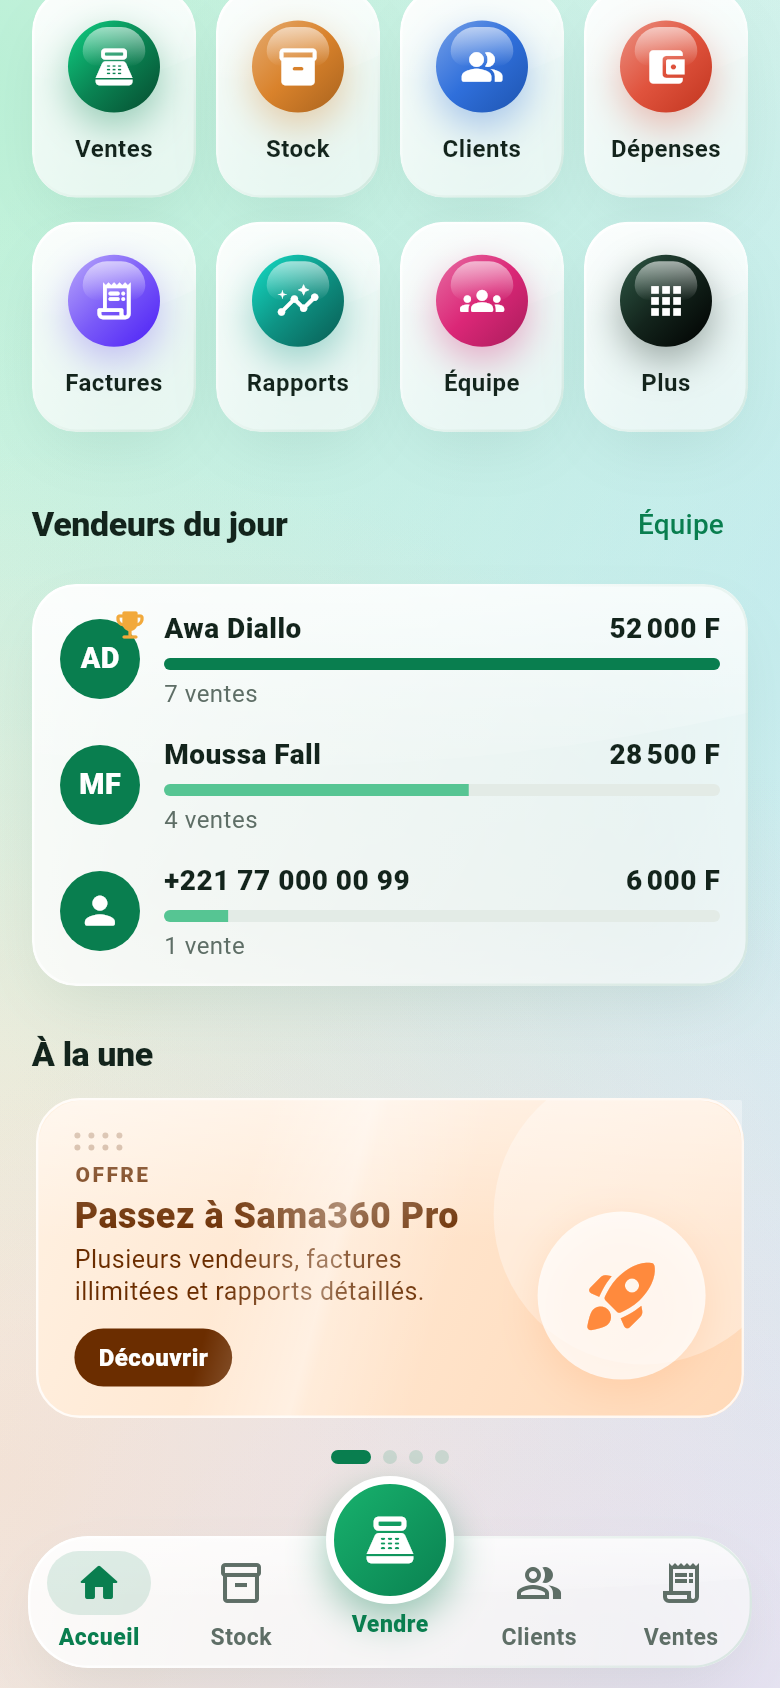 Ventes
Stock
Clients
Dépenses
Factures
Rapports
Équipe
Plus
Vendeurs du jour
Équipe
AD
Awa Diallo
52 000 F
7 ventes
MF
Moussa Fall
28 500 F
4 ventes
+221 77 000 00 99
6 000 F
1 vente
À la une
OFFRE
Passez à Sama360 Pro
Plusieurs vendeurs, factures
illimitées et rapports détaillés.
Découvrir
Accueil
Stock
Vendre
Clients
Ventes